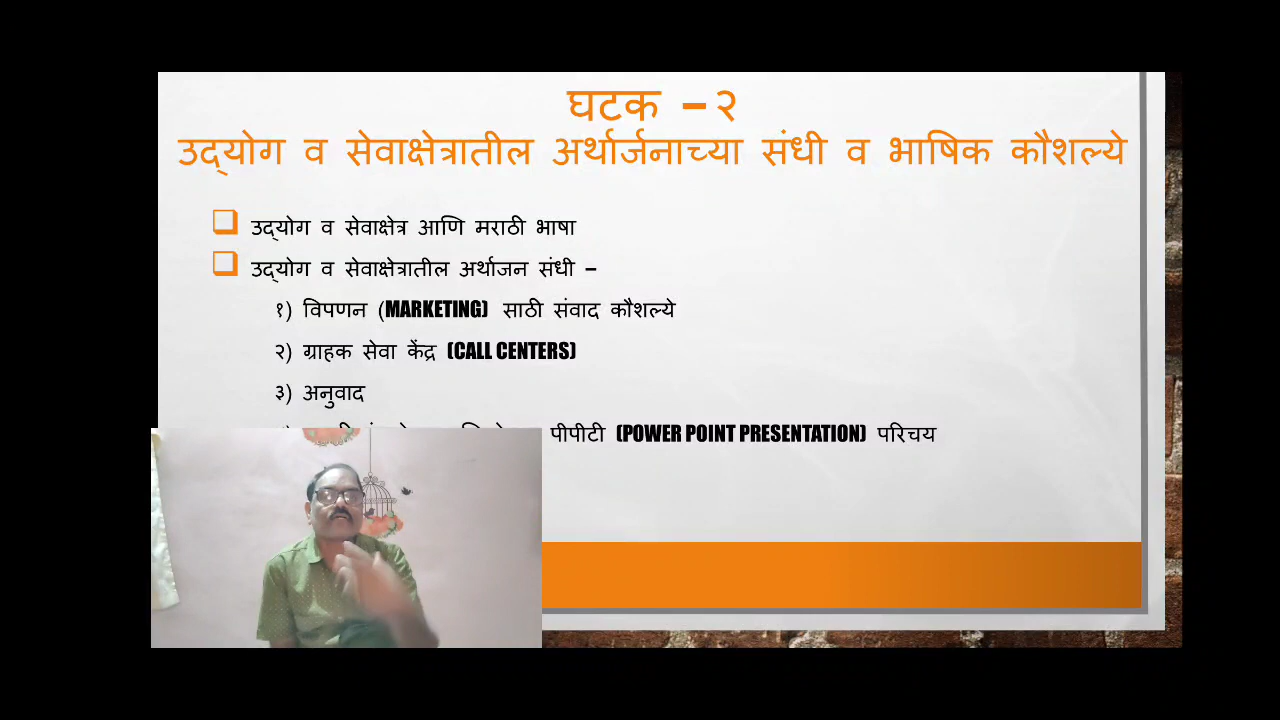 घटक –२
उद्योग व सेवाक्षेत्रातील अर्थार्जनाच्या संधी व भाषिक कौशल्ये
उद्योग व सेवाक्षेत्र आणि मराठी भाषा
उद्योग व सेवाक्षेत्रातील अर्थाजन संधी –
१) विपणन (MARKETING) साठी संवाद कौशल्ये
२) ग्राहक सेवा केंद्र (CALL CENTERS)
३) अनुवाद
पीपीटी (POWER POINT PRESENTATION) परिचय